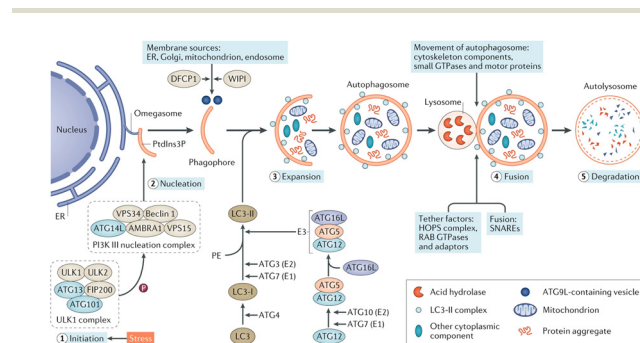 Membrane sources:
ER, Golgi, mitochondrion, endosome
DFCP1
WIPI
Omegasome
Nucleus
PtdIns3P
Phagophore
ER
2 Nucleation
VPS34
Beclin 1
ATG14L
AMBRA1
VPS15
PI3K III nucleation complex
ULK1
ULK2
ATG13
FIP200
ATG101
ULK1 complex
P
1 Initiation
Stress
3 Expansion
Autophagosome
LC3-II
PE
ATG3 (E2)
ATG7 (E1)
LC3-I
ATG4
LC3
E3
ATG16L
ATG5
ATG12
ATG16L
ATG5
ATG12
ATG10 (E2)
ATG7 (E1)
ATG12
Movement of autophagosome:
cytoskeleton components,
small GTPases and motor proteins
Lysosome
4 Fusion
Tether factors:
HOPS complex,
RAB GTPases
and adaptors
Fusion:
SNAREs
Autolysosome
5 Degradation
Acid hydrolase
LC3-II complex
Other cytoplasmic
component
ATG9L-containing vesicle
Mitochondrion
Protein aggregate